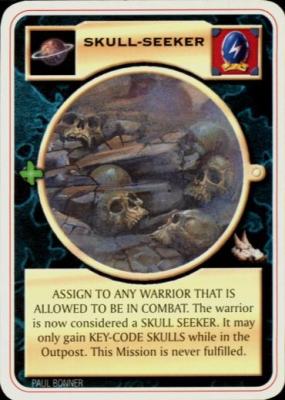 SKULL-SEEKER
ASSIGN TO ANY WARRIOR THAT IS
ALLOWED TO BE IN COMBAT. The warrior
is now considered a SKULL SEEKER. It may
only gain KEY-CODE SKULLS while in the
Outpost. This Mission is never fulfilled.
PAUL BONNER